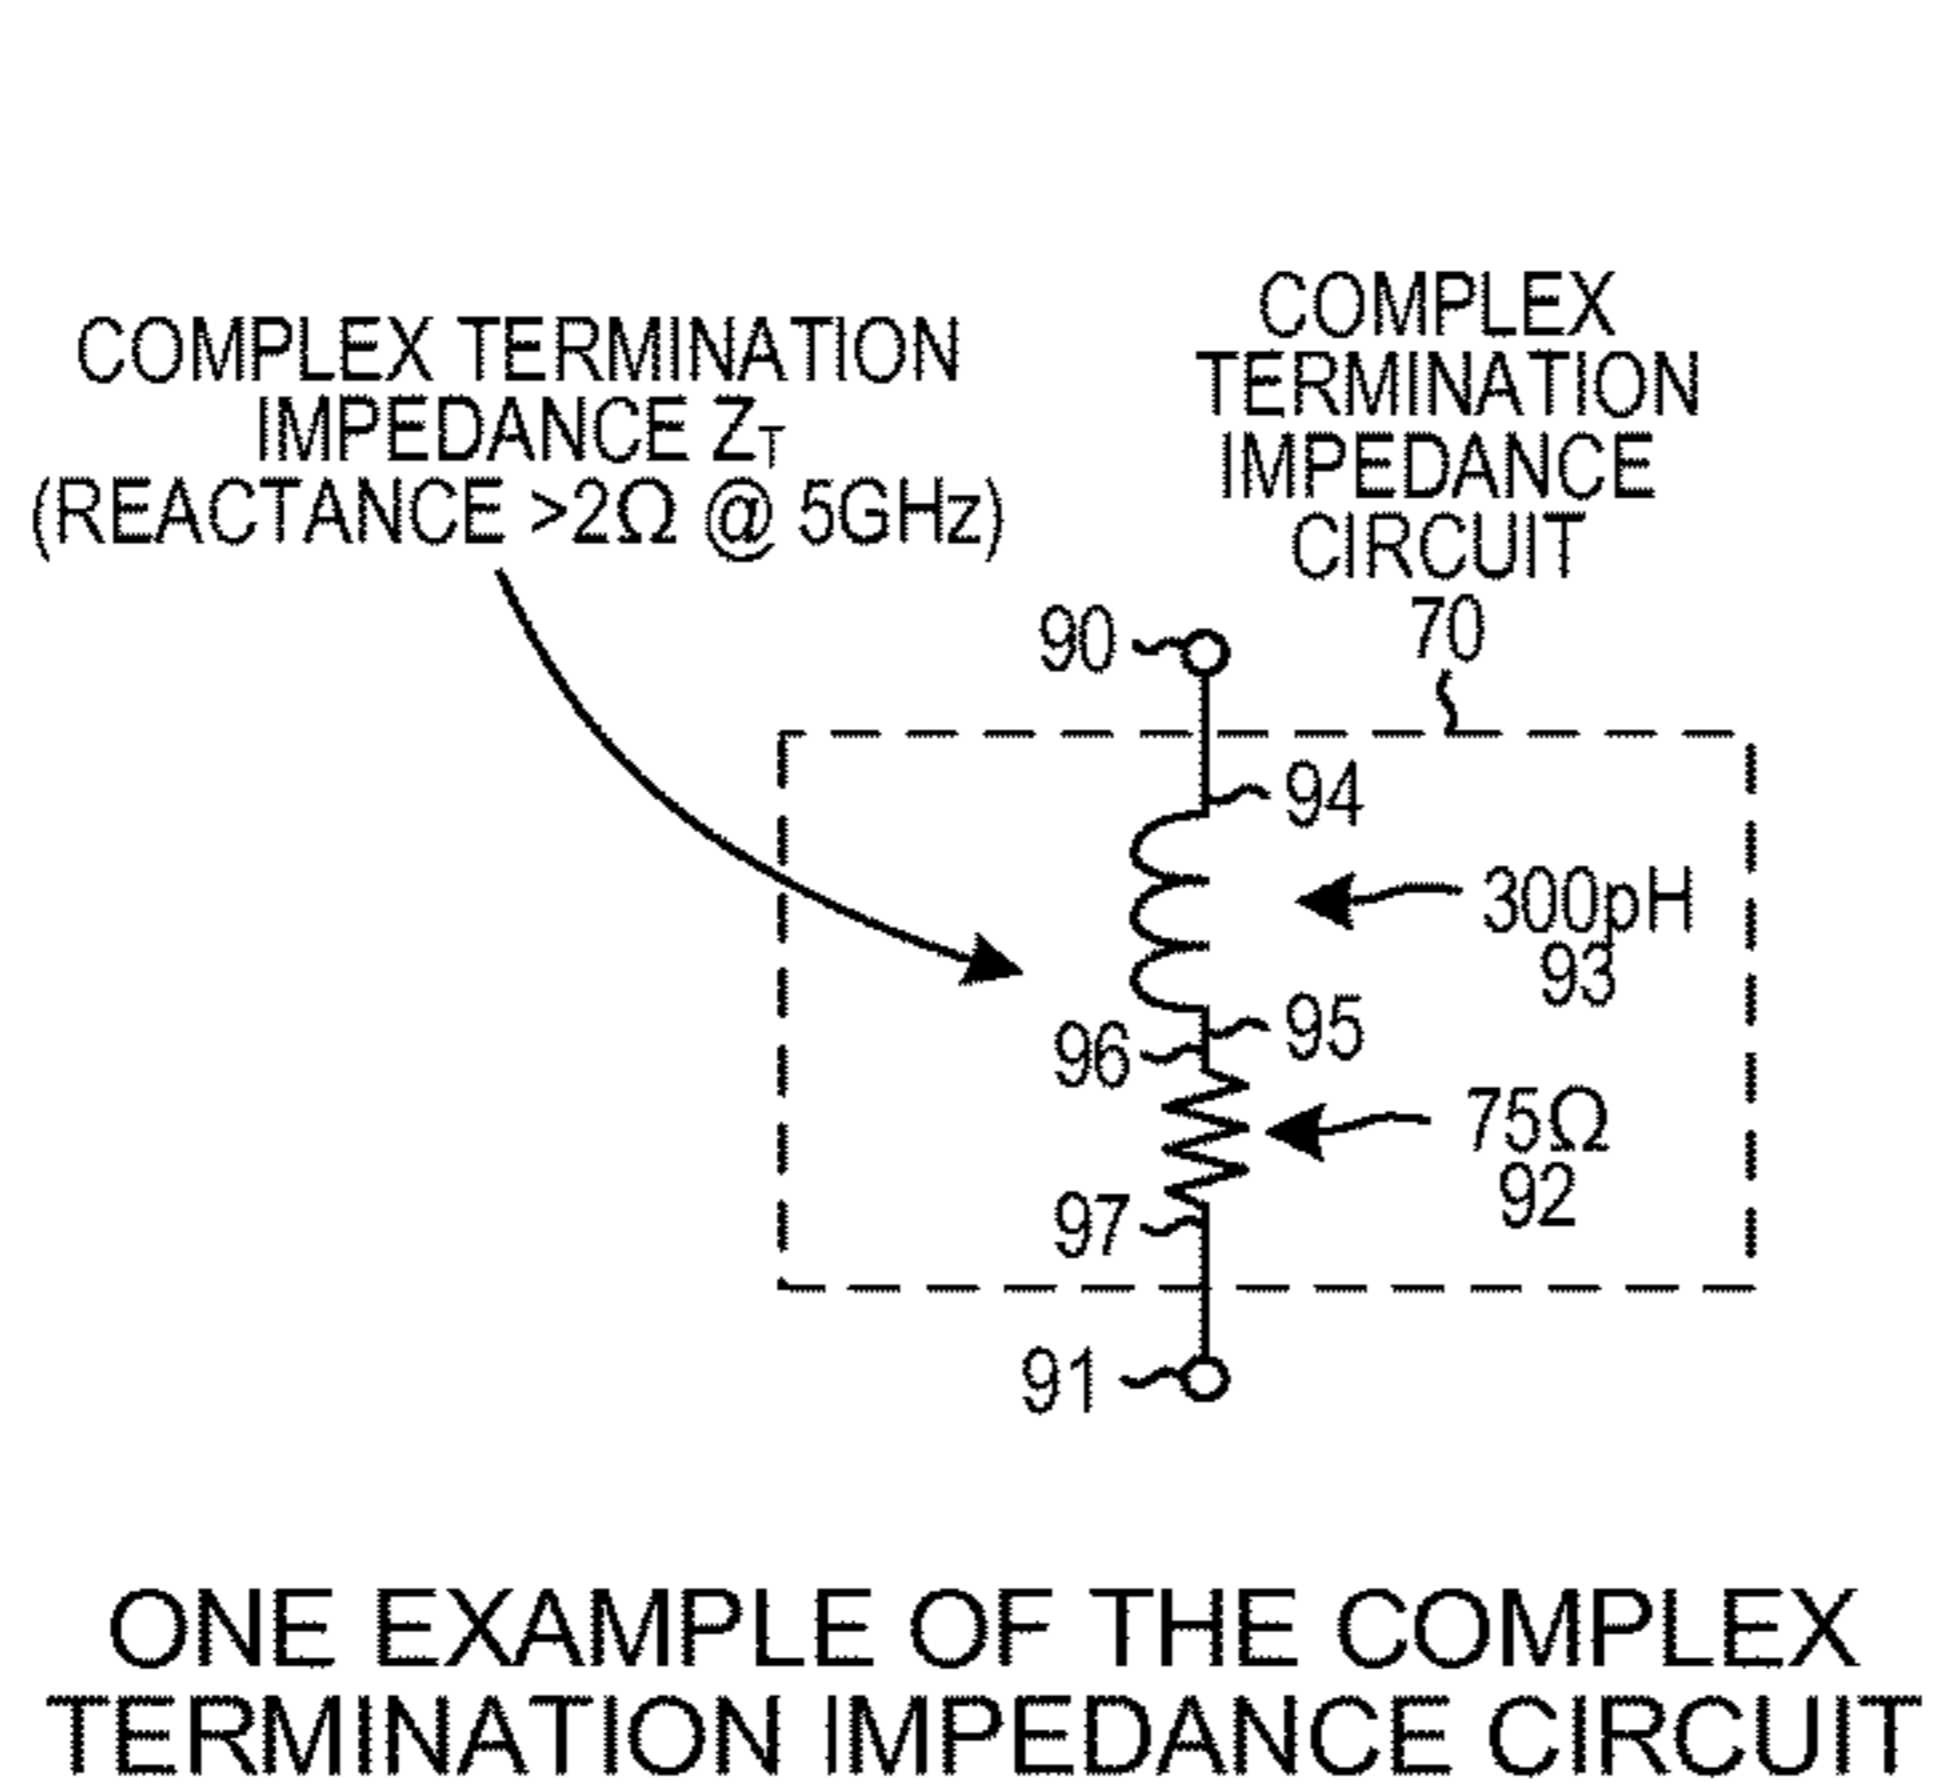 COMPLEX TERMINATION
IMPEDANCE Z_T
(REACTANCE >2Ω @ 5GHz)
COMPLEX
TERMINATION
IMPEDANCE
CIRCUIT
70
90
94
300pH
93
95
96
75Ω
92
97
91
ONE EXAMPLE OF THE COMPLEX
TERMINATION IMPEDANCE CIRCUIT